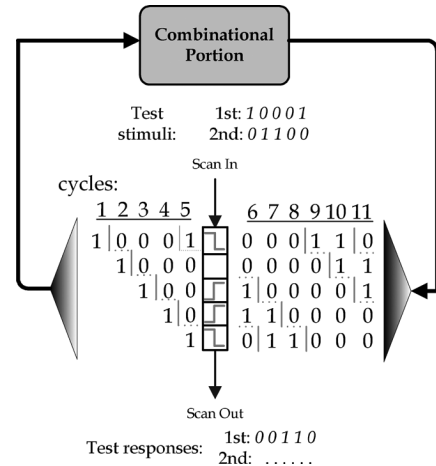 Combinational
Portion
Test 1st: 1 0 0 0 1
stimuli: 2nd: 0 1 1 0 0
Scan In
cycles:
1 2 3 4 5 6 7 8 9 10 11
1 0 0 0 1 0 0 0 1 1 0
1 0 0 0 0 0 0 0 1 1
1 0 0 1 0 0 0 0 1
1 0 1 1 0 0 0 0
1 0 1 1 0 0 0
Scan Out
Test responses: 1st: 0 0 1 1 0
2nd: . . . . . .